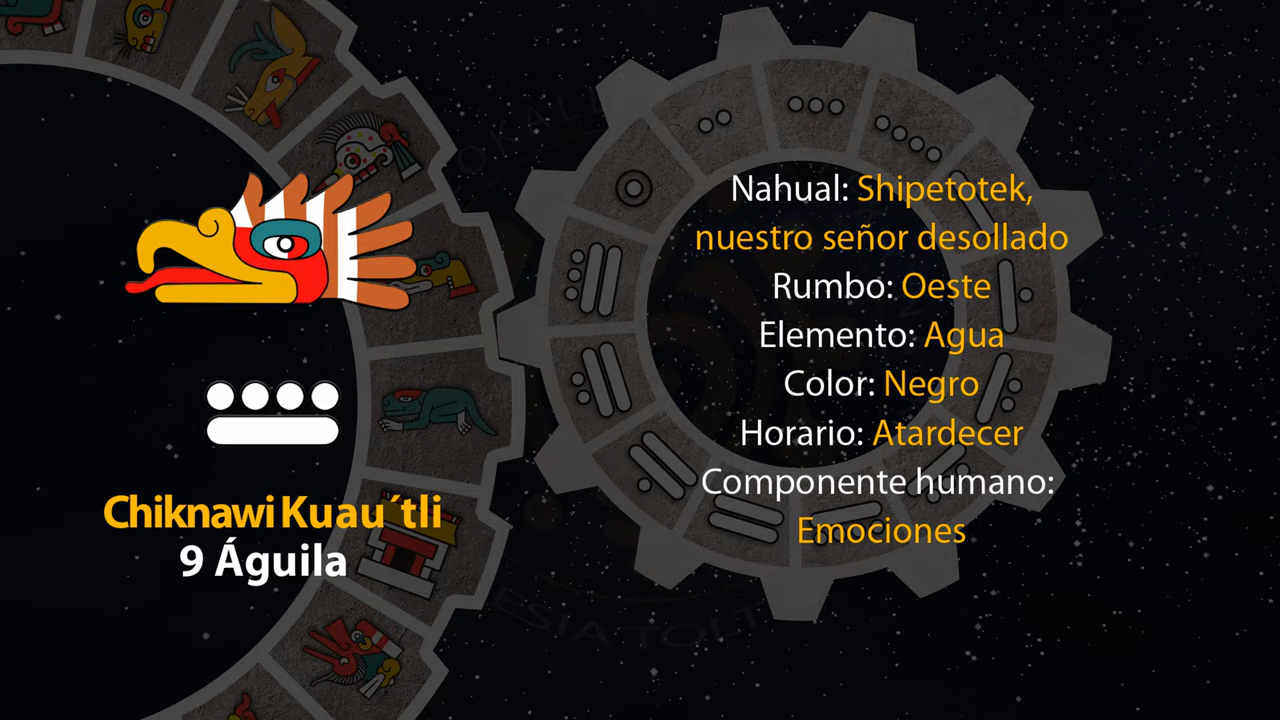 Chiknawi Kuau´tli
9 Águila
Nahual: Shipetotek,
nuestro señor desollado
Rumbo: Oeste
Elemento: Agua
Color: Negro
Horario: Atardecer
Componente humano:
Emociones